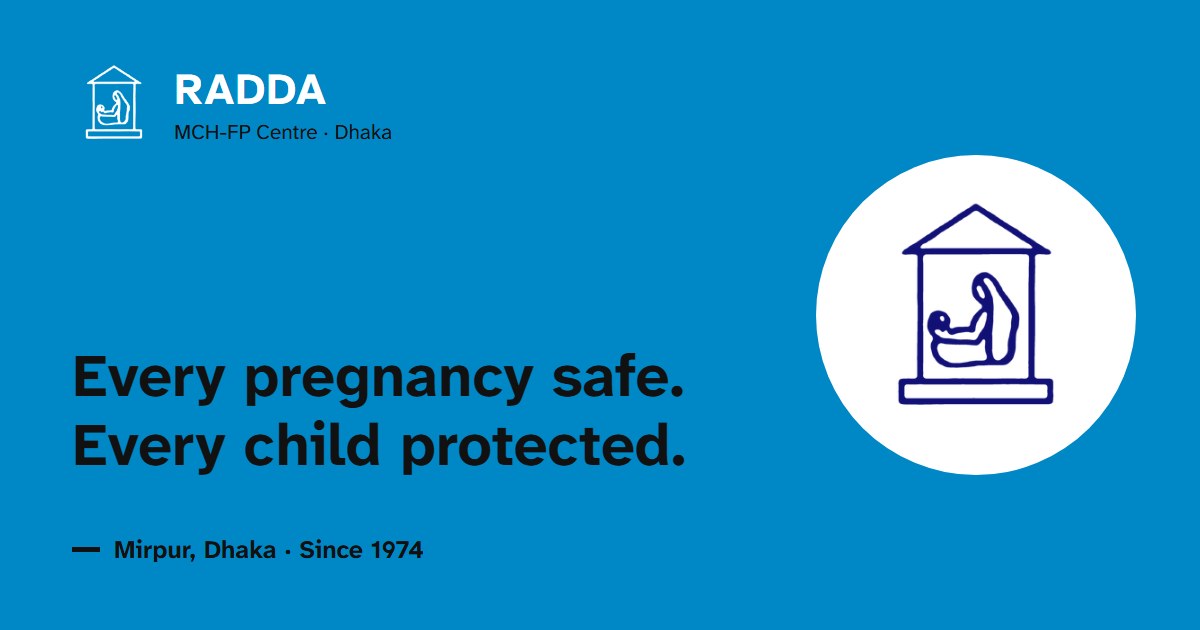 RADDA
MCH-FP Centre · Dhaka
Every pregnancy safe.
Every child protected.
— Mirpur, Dhaka · Since 1974